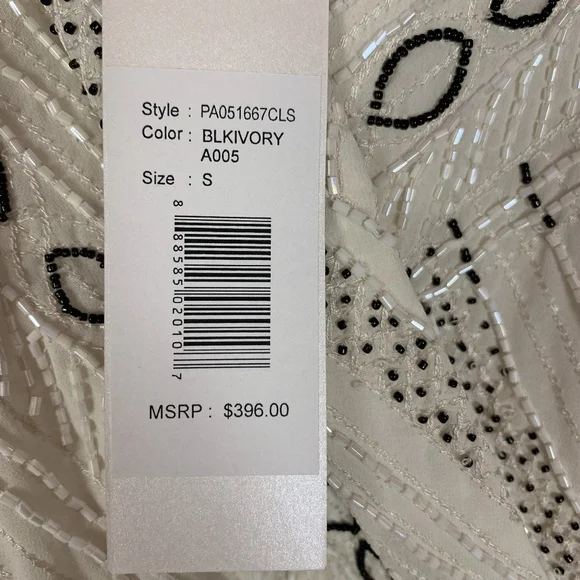 Style : PA051667CLS
Color : BLKIVORY
A005
Size : S
8 88585 02010 7
MSRP : $396.00